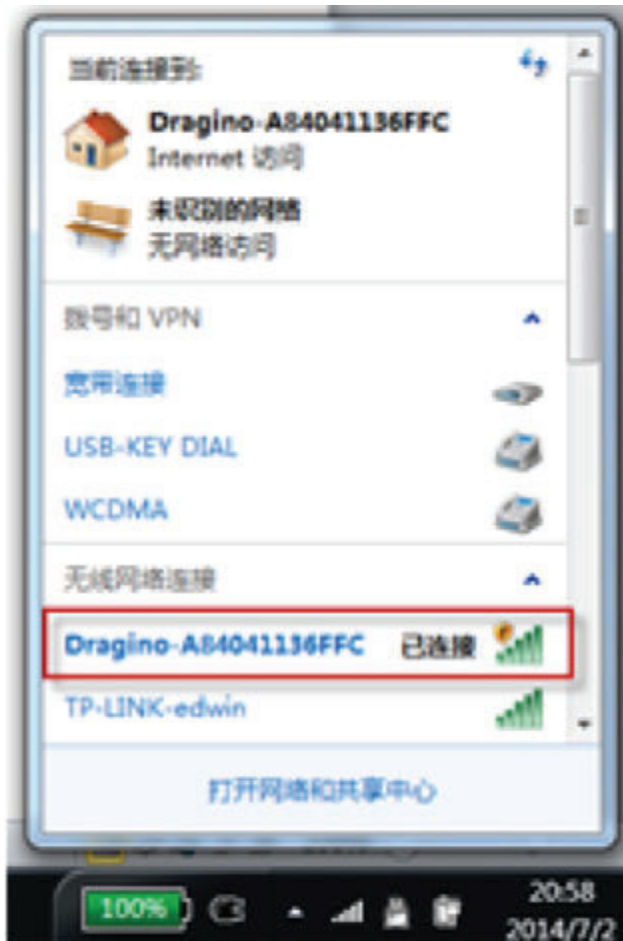 当前连接到:
Dragino-A84041136FFC
Internet 访问
未识别的网络
无网络访问
拨号和 VPN
宽带连接
USB-KEY DIAL
WCDMA
无线网络连接
Dragino-A84041136FFC 已连接
TP-LINK-edwin
打开网络和共享中心
100%
20:58
2014/7/2